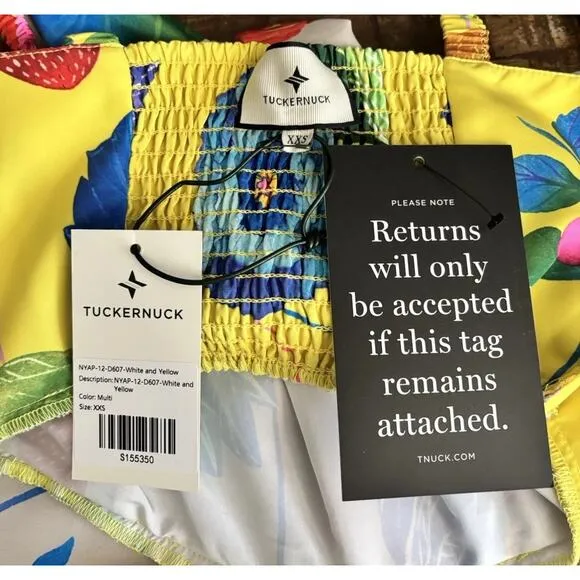 TUCKERNUCK
XXS
TUCKERNUCK
NYAP-12-D607-White and Yellow
Description: NYAP-12-D607-White and
Yellow
Color: Multi
Size: XXS
S155350
PLEASE NOTE
Returns
will only
be accepted
if this tag
remains
attached.
TNUCK.COM